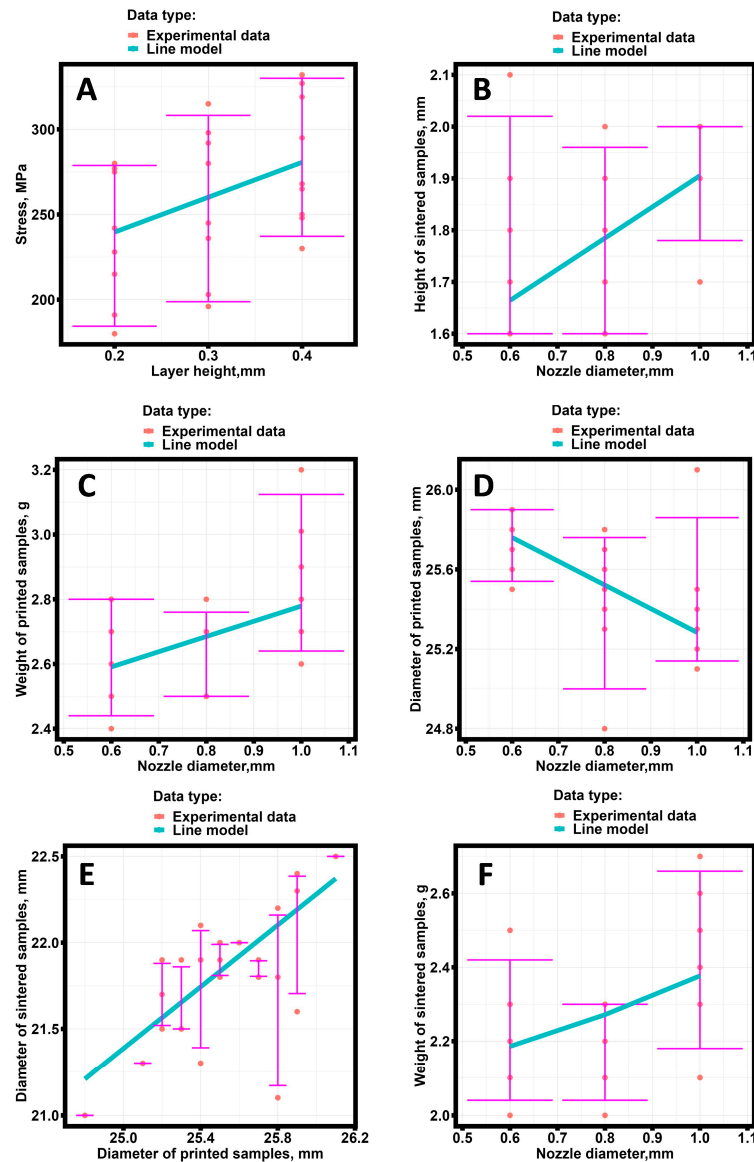 Data type:
Experimental data
Line model
A
Stress, MPa
300
250
200
0.2 0.3 0.4
Layer height,mm
Data type:
Experimental data
Line model
B
Height of sintered samples, mm
2.1
2.0
1.9
1.8
1.7
1.6
0.5 0.6 0.7 0.8 0.9 1.0 1.1
Nozzle diameter,mm
Data type:
Experimental data
Line model
C
Weight of printed samples, g
3.2
3.0
2.8
2.6
2.4
0.5 0.6 0.7 0.8 0.9 1.0 1.1
Nozzle diameter,mm
Data type:
Experimental data
Line model
D
Diameter of printed samples, mm
26.0
25.6
25.2
24.8
0.5 0.6 0.7 0.8 0.9 1.0 1.1
Nozzle diameter,mm
Data type:
Experimental data
Line model
E
Diameter of sintered samples, mm
22.5
22.0
21.5
21.0
25.0 25.4 25.8 26.2
Diameter of printed samples, mm
Data type:
Experimental data
Line model
F
Weight of sintered samples, g
2.6
2.4
2.2
2.0
0.5 0.6 0.7 0.8 0.9 1.0 1.1
Nozzle diameter,mm